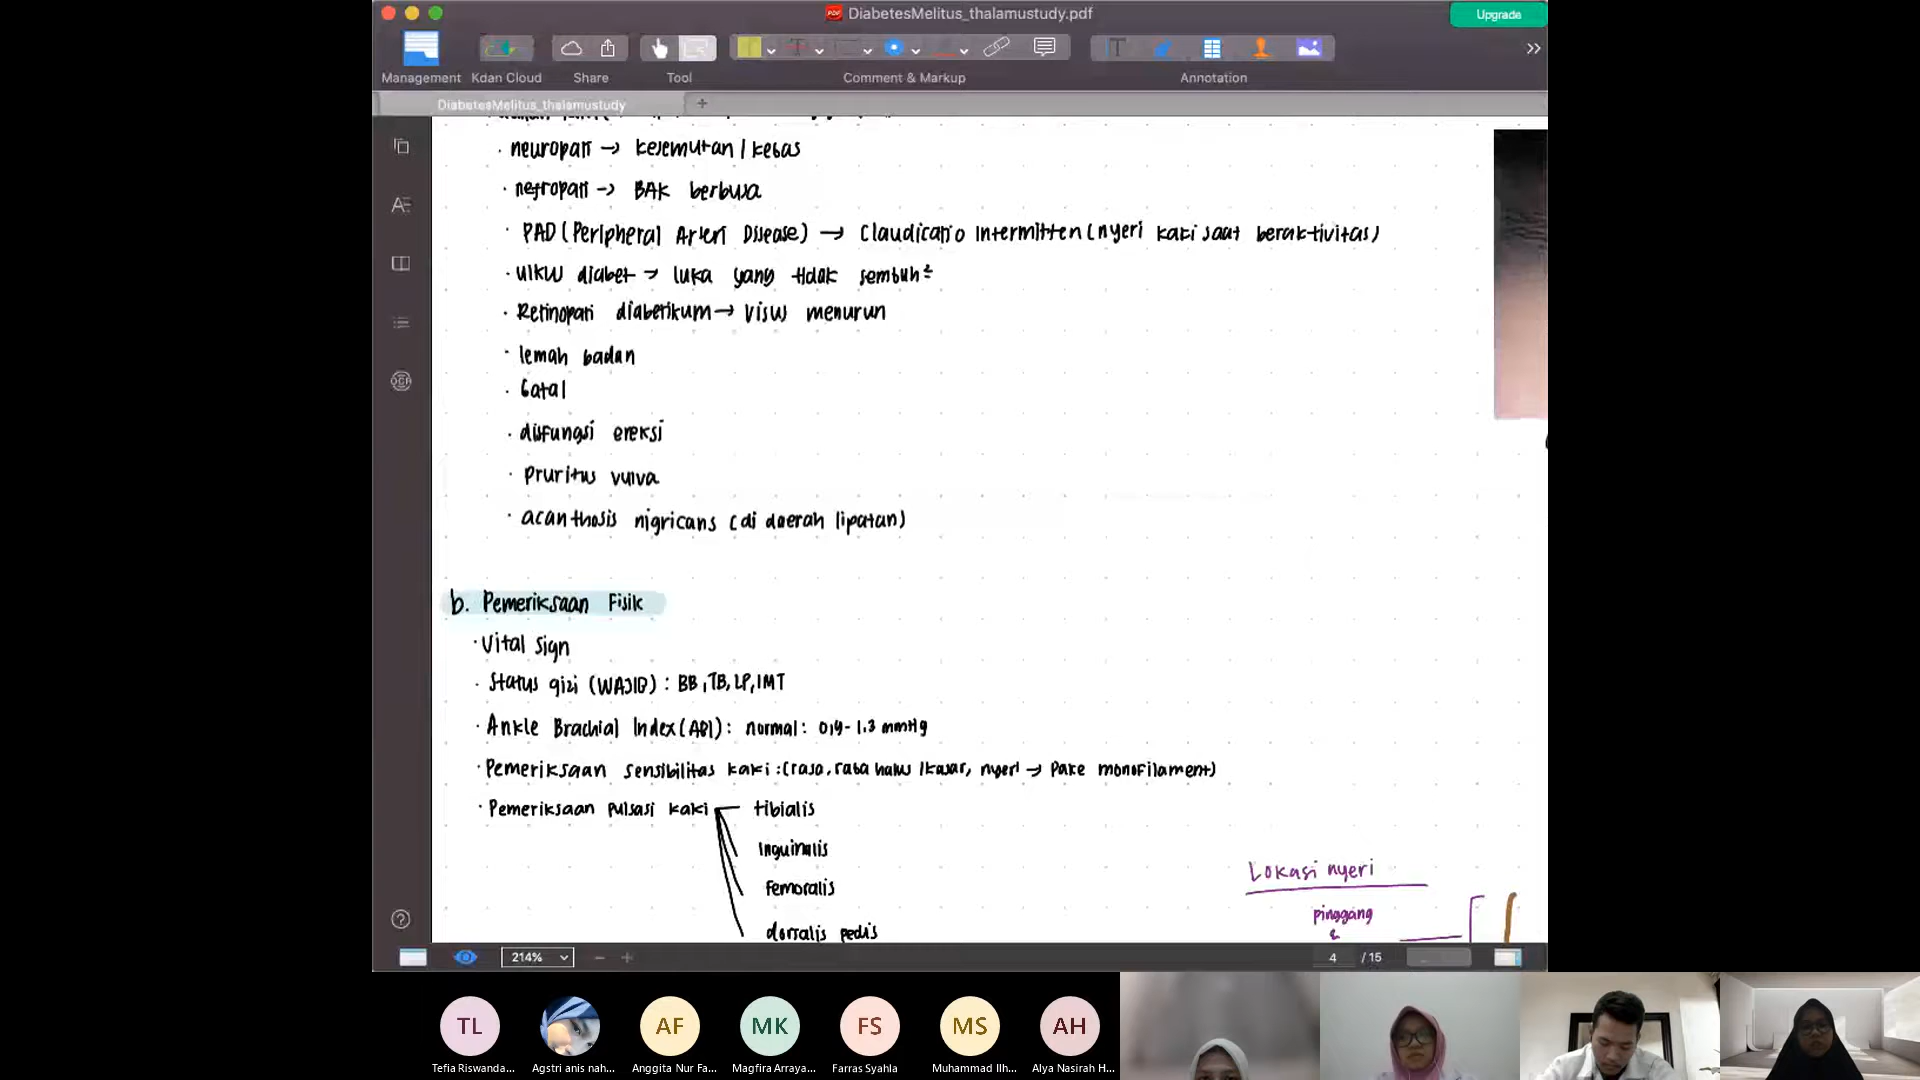 DiabetesMelitus_thalamustudy.pdf
Upgrade
Management Kdan Cloud Share Tool Comment & Markup Annotation
DiabetesMelitus_thalamustudy
· neuropati → kesemutan / kebas
· nefropati → BAK berbusa
· PAD (Peripheral Arteri Disease) → Claudicatio Intermitten (nyeri kaki saat beraktivitas)
· ulkus diabet → luka yang tidak sembuh²
· Retinopati diabetikum → visus menurun
· lemah badan
· Gatal
· disfungsi ereksi
· Pruritus vulva
· acanthosis nigricans (di daerah lipatan)
b. Pemeriksaan Fisik
· Vital sign
· Status gizi (WAJIB) : BB, TB, LP, IMT
· Ankle Brachial Index (ABI) : normal : 0,9 - 1.3 mmHg
· Pemeriksaan sensibilitas kaki : (rasa, raba halus / kasar, nyeri → pake monofilament)
· Pemeriksaan pulsasi kaki tibialis
Inguinalis
Femoralis
dorsalis pedis
Lokasi nyeri
pinggang
&
214%
4 / 15
TL AF MK FS MS AH
Tefia Riswanda... Agstri anis nah... Anggita Nur Fa... Magfira Arraya... Farras Syahla Muhammad Ilh... Alya Nasirah H...